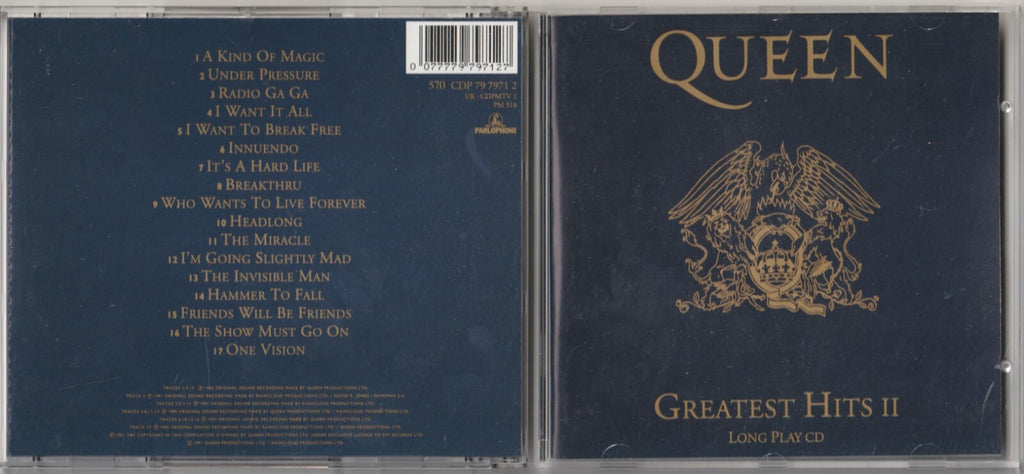 1 A Kind Of Magic
2 Under Pressure
3 Radio Ga Ga
4 I Want It All
5 I Want To Break Free
6 Innuendo
7 It's A Hard Life
8 Breakthru
9 Who Wants To Live Forever
10 Headlong
11 The Miracle
12 I'm Going Slightly Mad
13 The Invisible Man
14 Hammer To Fall
15 Friends Will Be Friends
16 The Show Must Go On
17 One Vision
0 077779 797127
570 CDP 79 7971 2
UK : CDPMTV 2
PM 518
PARLOPHONE
QUEEN
GREATEST HITS II
LONG PLAY CD